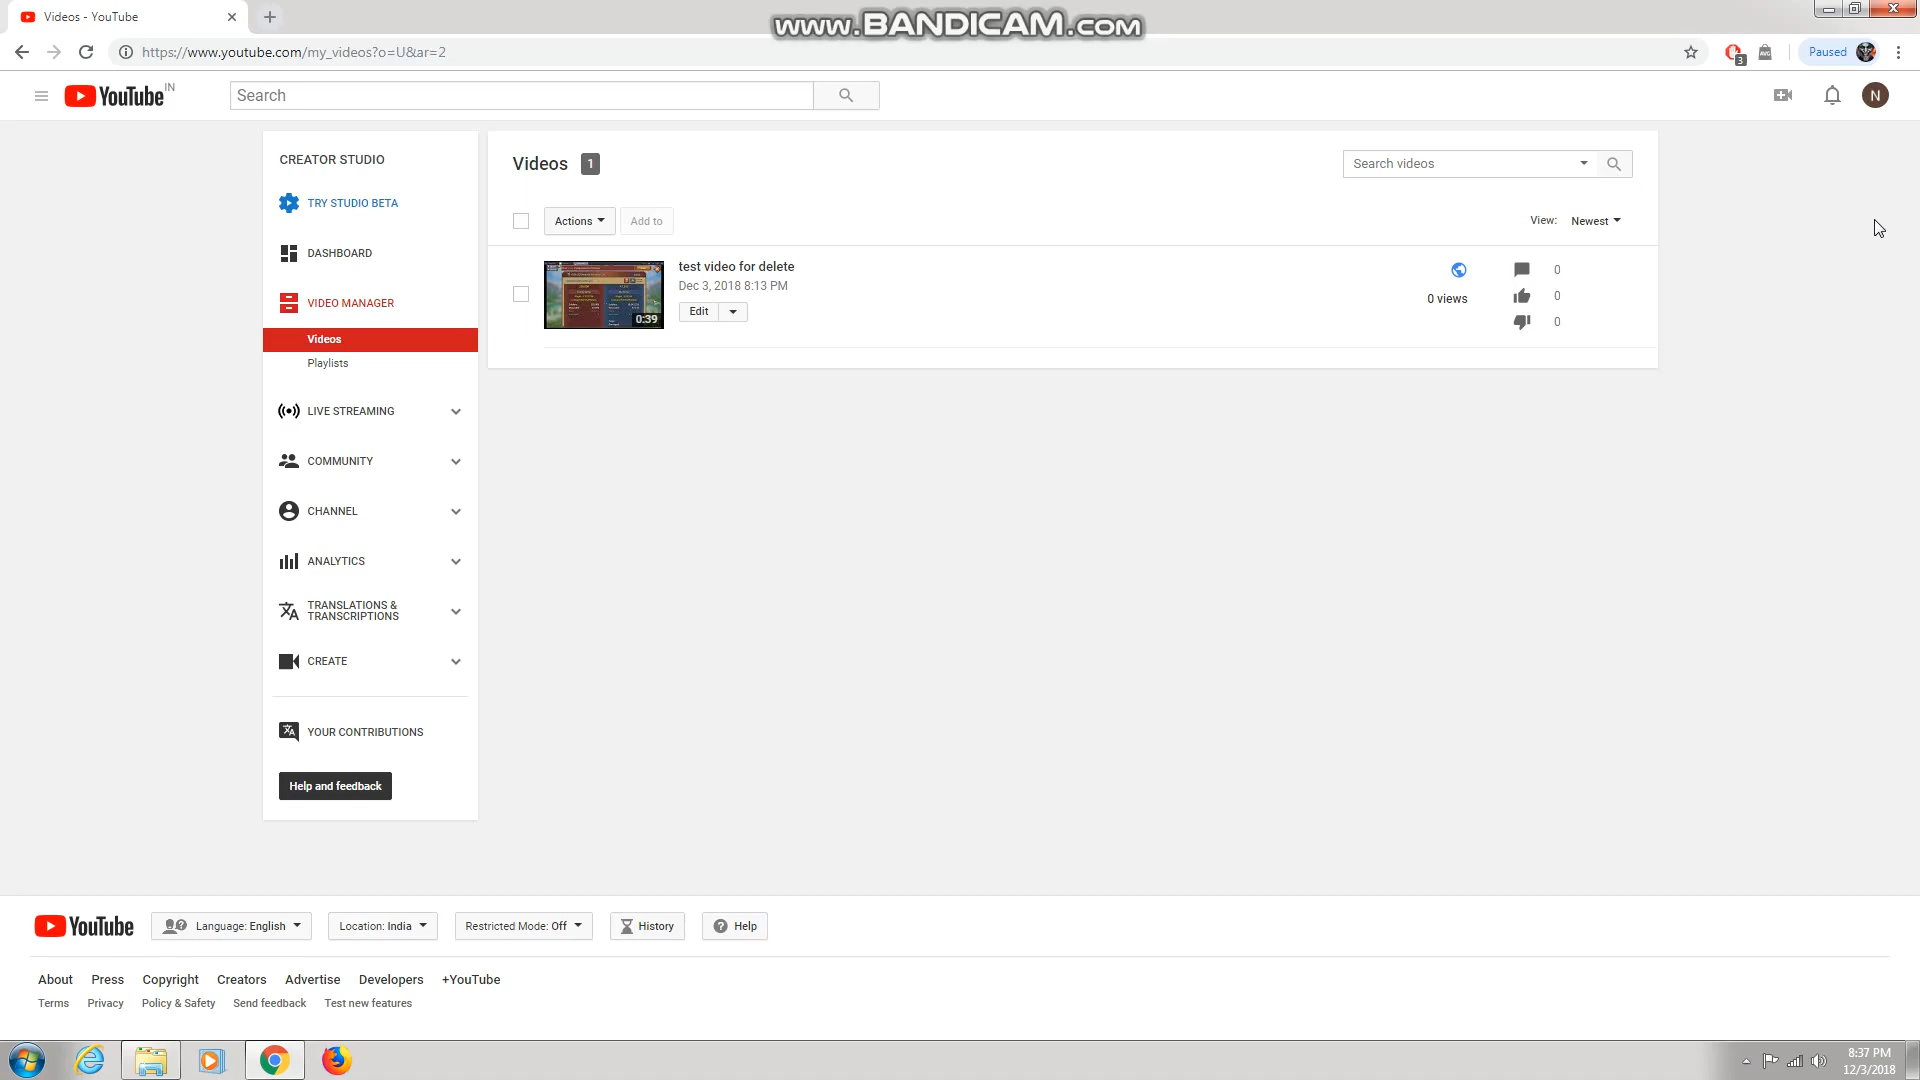 Videos - YouTube
www.BANDICAM.com
https://www.youtube.com/my_videos?o=U&ar=2
3
Paused
YouTube IN
Search
N
CREATOR STUDIO
TRY STUDIO BETA
DASHBOARD
VIDEO MANAGER
Videos
Playlists
LIVE STREAMING
COMMUNITY
CHANNEL
ANALYTICS
TRANSLATIONS &
TRANSCRIPTIONS
CREATE
YOUR CONTRIBUTIONS
Help and feedback
Videos 1
Search videos
Actions
Add to
View: Newest
test video for delete
Dec 3, 2018 8:13 PM
Edit
0:39
0 views
0
0
0
YouTube
Language: English
Location: India
Restricted Mode: Off
History
Help
About Press Copyright Creators Advertise Developers +YouTube
Terms Privacy Policy & Safety Send feedback Test new features
8:37 PM
12/3/2018